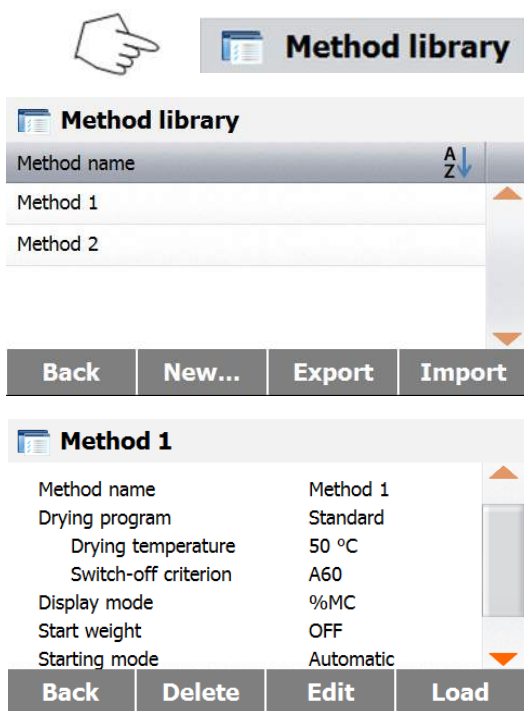 Method library
Method library
Method name AZ
Method 1
Method 2
Back New... Export Import
Method 1
Method name Method 1
Drying program Standard
Drying temperature 50 ºC
Switch-off criterion A60
Display mode %MC
Start weight OFF
Starting mode Automatic
Back Delete Edit Load